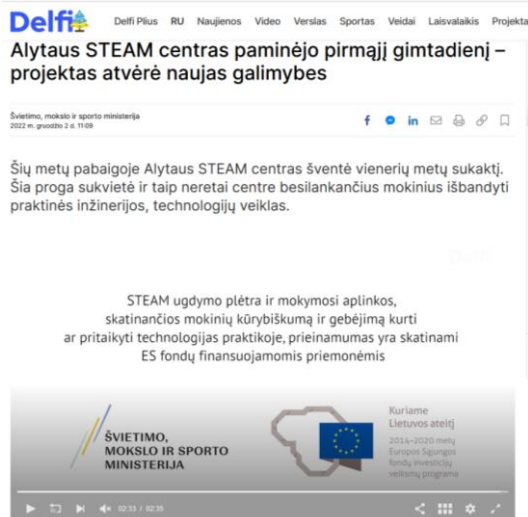 Delfi
Delfi Plius RU Naujienos Video Verslas Sportas Veidai Laisvalaikis Projekta
Alytaus STEAM centras paminėjo pirmąjį gimtadienį –
projektas atvėrė naujas galimybes
Švietimo, mokslo ir sporto ministerija
2022 m. gruodžio 2 d. 11:09
Šių metų pabaigoje Alytaus STEAM centras šventė vienerių metų sukaktį.
Šia proga sukvietė ir taip neretai centre besilankančius mokinius išbandyti
praktinės inžinerijos, technologijų veiklas.
Delfi
STEAM ugdymo plėtra ir mokymosi aplinkos,
skatinančios mokinių kūrybiškumą ir gebėjimą kurti
ar pritaikyti technologijas praktikoje, prieinamumas yra skatinami
ES fondų finansuojamomis priemonėmis
ŠVIETIMO,
MOKSLO IR SPORTO
MINISTERIJA
Kuriame
Lietuvos ateitį
2014–2020 metų
Europos Sąjungos
fondų investicijų
veiksmų programa
02:33 / 02:35